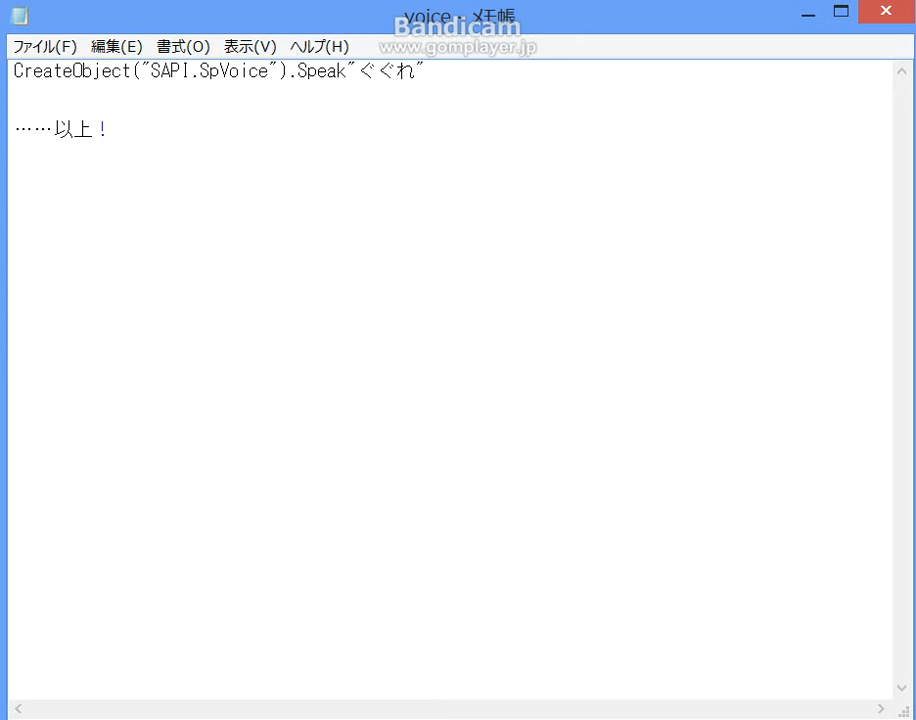 voice - メモ帳
Bandicam
www.gomplayer.jp
ファイル(F) 編集(E) 書式(O) 表示(V) ヘルプ(H)
CreateObject("SAPI.SpVoice").Speak"ぐぐれ"
……以上！